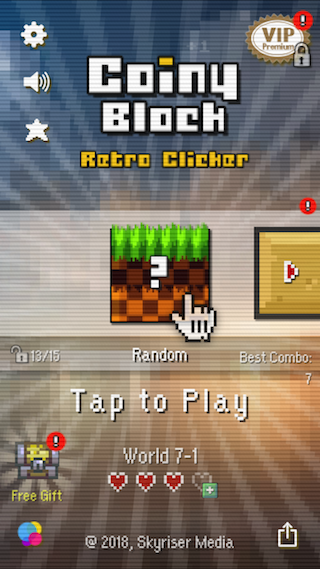 VIP
Premium
Coiny
Block
Retro Clicker
?
13/15
Random
Best Combo:
7
Tap to Play
World 7-1
Free Gift
@ 2018, Skyriser Media